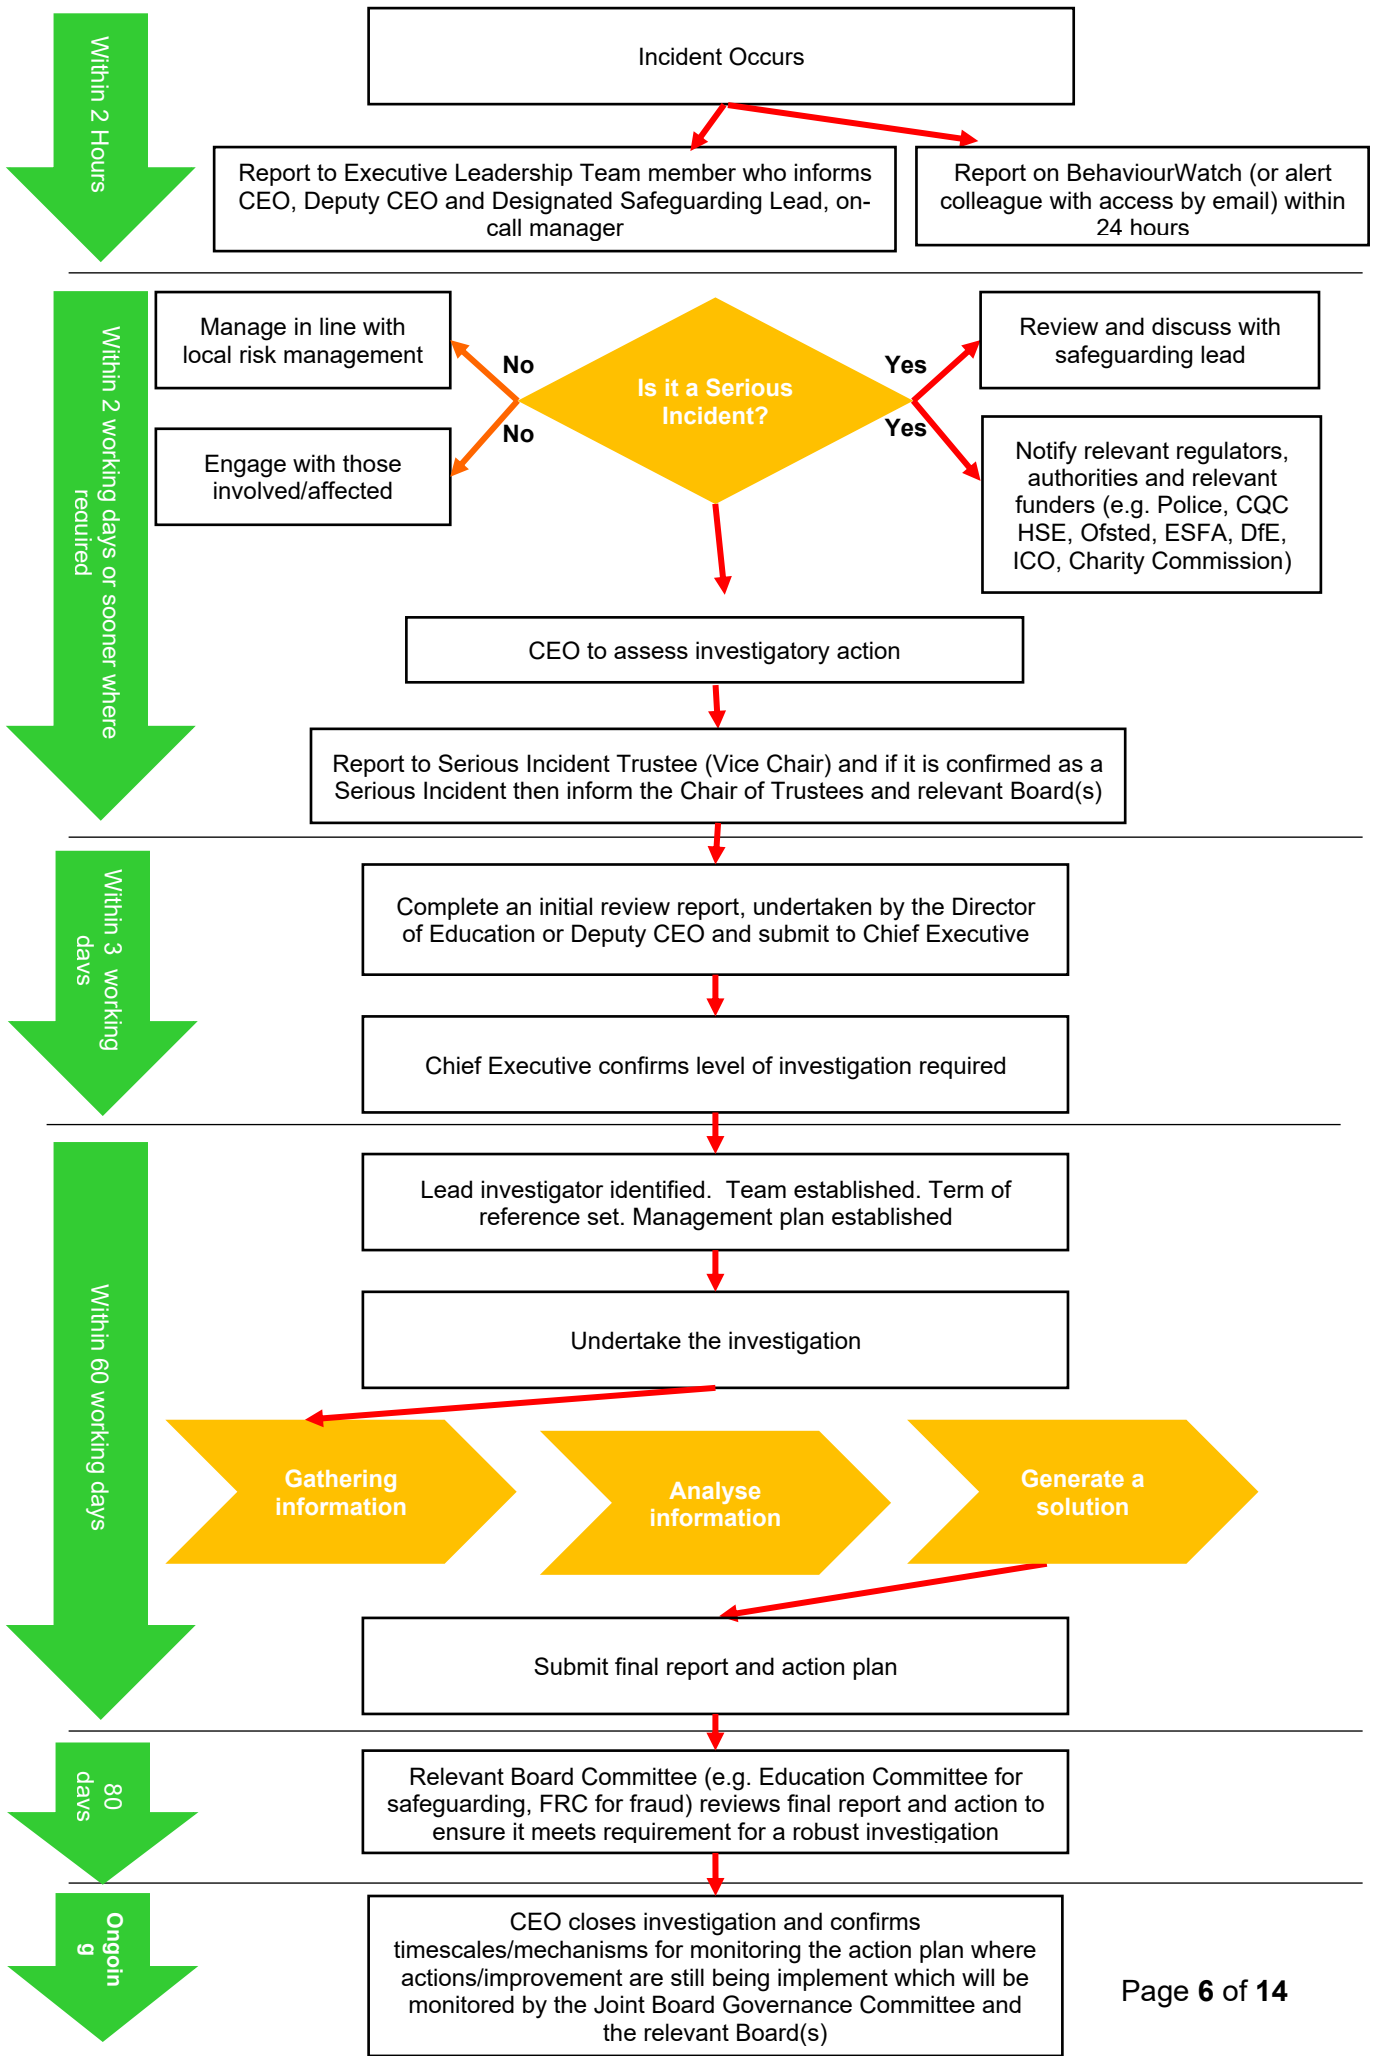 Within 2 Hours
Incident Occurs
Report to Executive Leadership Team member who informs
CEO, Deputy CEO and Designated Safeguarding Lead, on-
call manager
Report on BehaviourWatch (or alert
colleague with access by email) within
24 hours
Within 2 working days or sooner where
required
Manage in line with
local risk management
No
Is it a Serious
Incident?
Yes
Review and discuss with
safeguarding lead
No
Engage with those
involved/affected
Yes
Notify relevant regulators,
authorities and relevant
funders (e.g. Police, CQC
HSE, Ofsted, ESFA, DfE,
ICO, Charity Commission)
CEO to assess investigatory action
Report to Serious Incident Trustee (Vice Chair) and if it is confirmed as a
Serious Incident then inform the Chair of Trustees and relevant Board(s)
Within 3 working
days
Complete an initial review report, undertaken by the Director
of Education or Deputy CEO and submit to Chief Executive
Chief Executive confirms level of investigation required
Within 60 working days
Lead investigator identified. Team established. Term of
reference set. Management plan established
Undertake the investigation
Gathering
information
Analyse
information
Generate a
solution
Submit final report and action plan
80
days
Relevant Board Committee (e.g. Education Committee for
safeguarding, FRC for fraud) reviews final report and action to
ensure it meets requirement for a robust investigation
Ongoin
g
CEO closes investigation and confirms
timescales/mechanisms for monitoring the action plan where
actions/improvement are still being implement which will be
monitored by the Joint Board Governance Committee and
the relevant Board(s)
Page 6 of 14